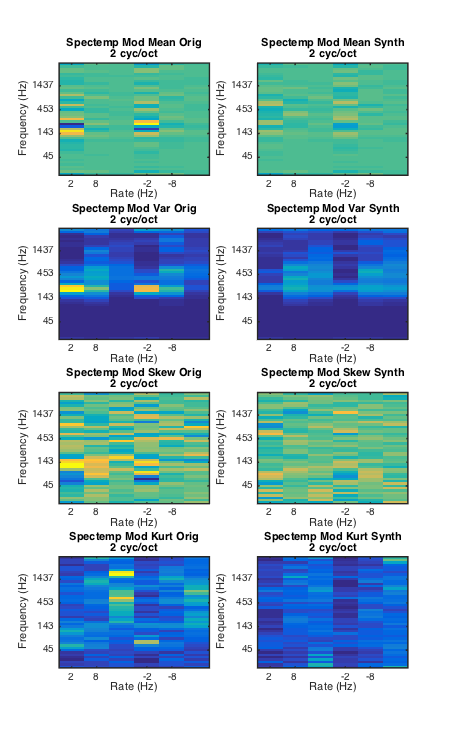 Spectemp Mod Mean Orig
2 cyc/oct
Frequency (Hz)
1437
453
143
45
2 8 -2 -8
Rate (Hz)
Spectemp Mod Mean Synth
2 cyc/oct
Frequency (Hz)
1437
453
143
45
2 8 -2 -8
Rate (Hz)
Spectemp Mod Var Orig
2 cyc/oct
Frequency (Hz)
1437
453
143
45
2 8 -2 -8
Rate (Hz)
Spectemp Mod Var Synth
2 cyc/oct
Frequency (Hz)
1437
453
143
45
2 8 -2 -8
Rate (Hz)
Spectemp Mod Skew Orig
2 cyc/oct
Frequency (Hz)
1437
453
143
45
2 8 -2 -8
Rate (Hz)
Spectemp Mod Skew Synth
2 cyc/oct
Frequency (Hz)
1437
453
143
45
2 8 -2 -8
Rate (Hz)
Spectemp Mod Kurt Orig
2 cyc/oct
Frequency (Hz)
1437
453
143
45
2 8 -2 -8
Rate (Hz)
Spectemp Mod Kurt Synth
2 cyc/oct
Frequency (Hz)
1437
453
143
45
2 8 -2 -8
Rate (Hz)